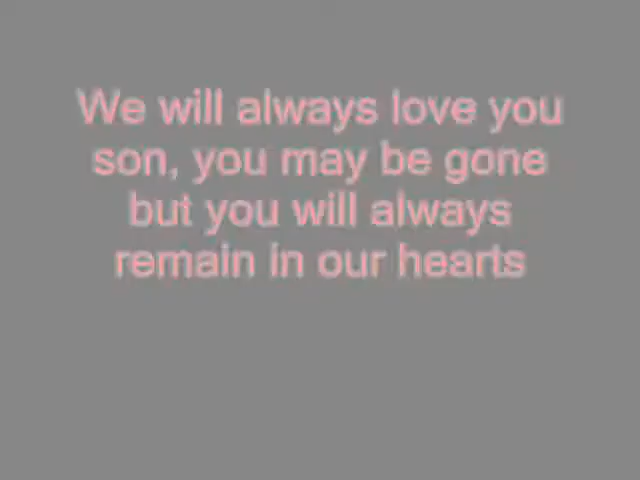 We will always love you
son, you may be gone
but you will always
remain in our hearts